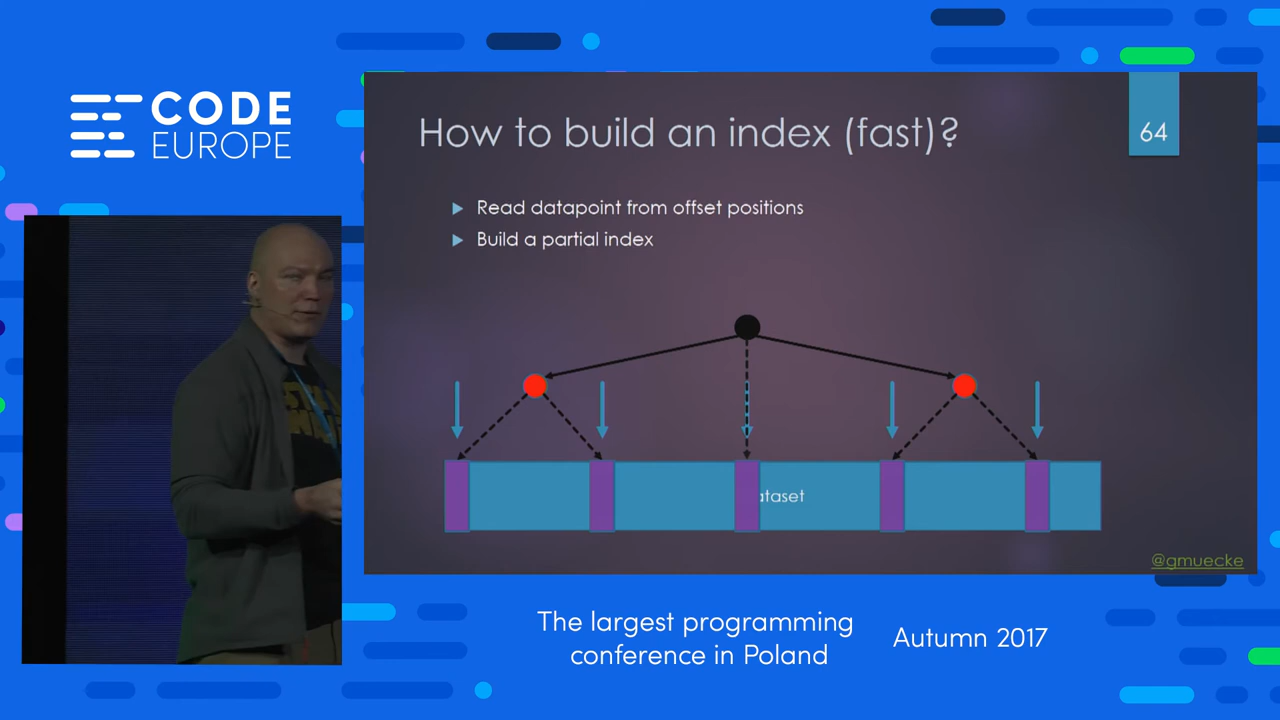 CODE
EUROPE
How to build an index (fast)?
64
Read datapoint from offset positions
Build a partial index
ataset
@gmuecke
The largest programming
conference in Poland
Autumn 2017